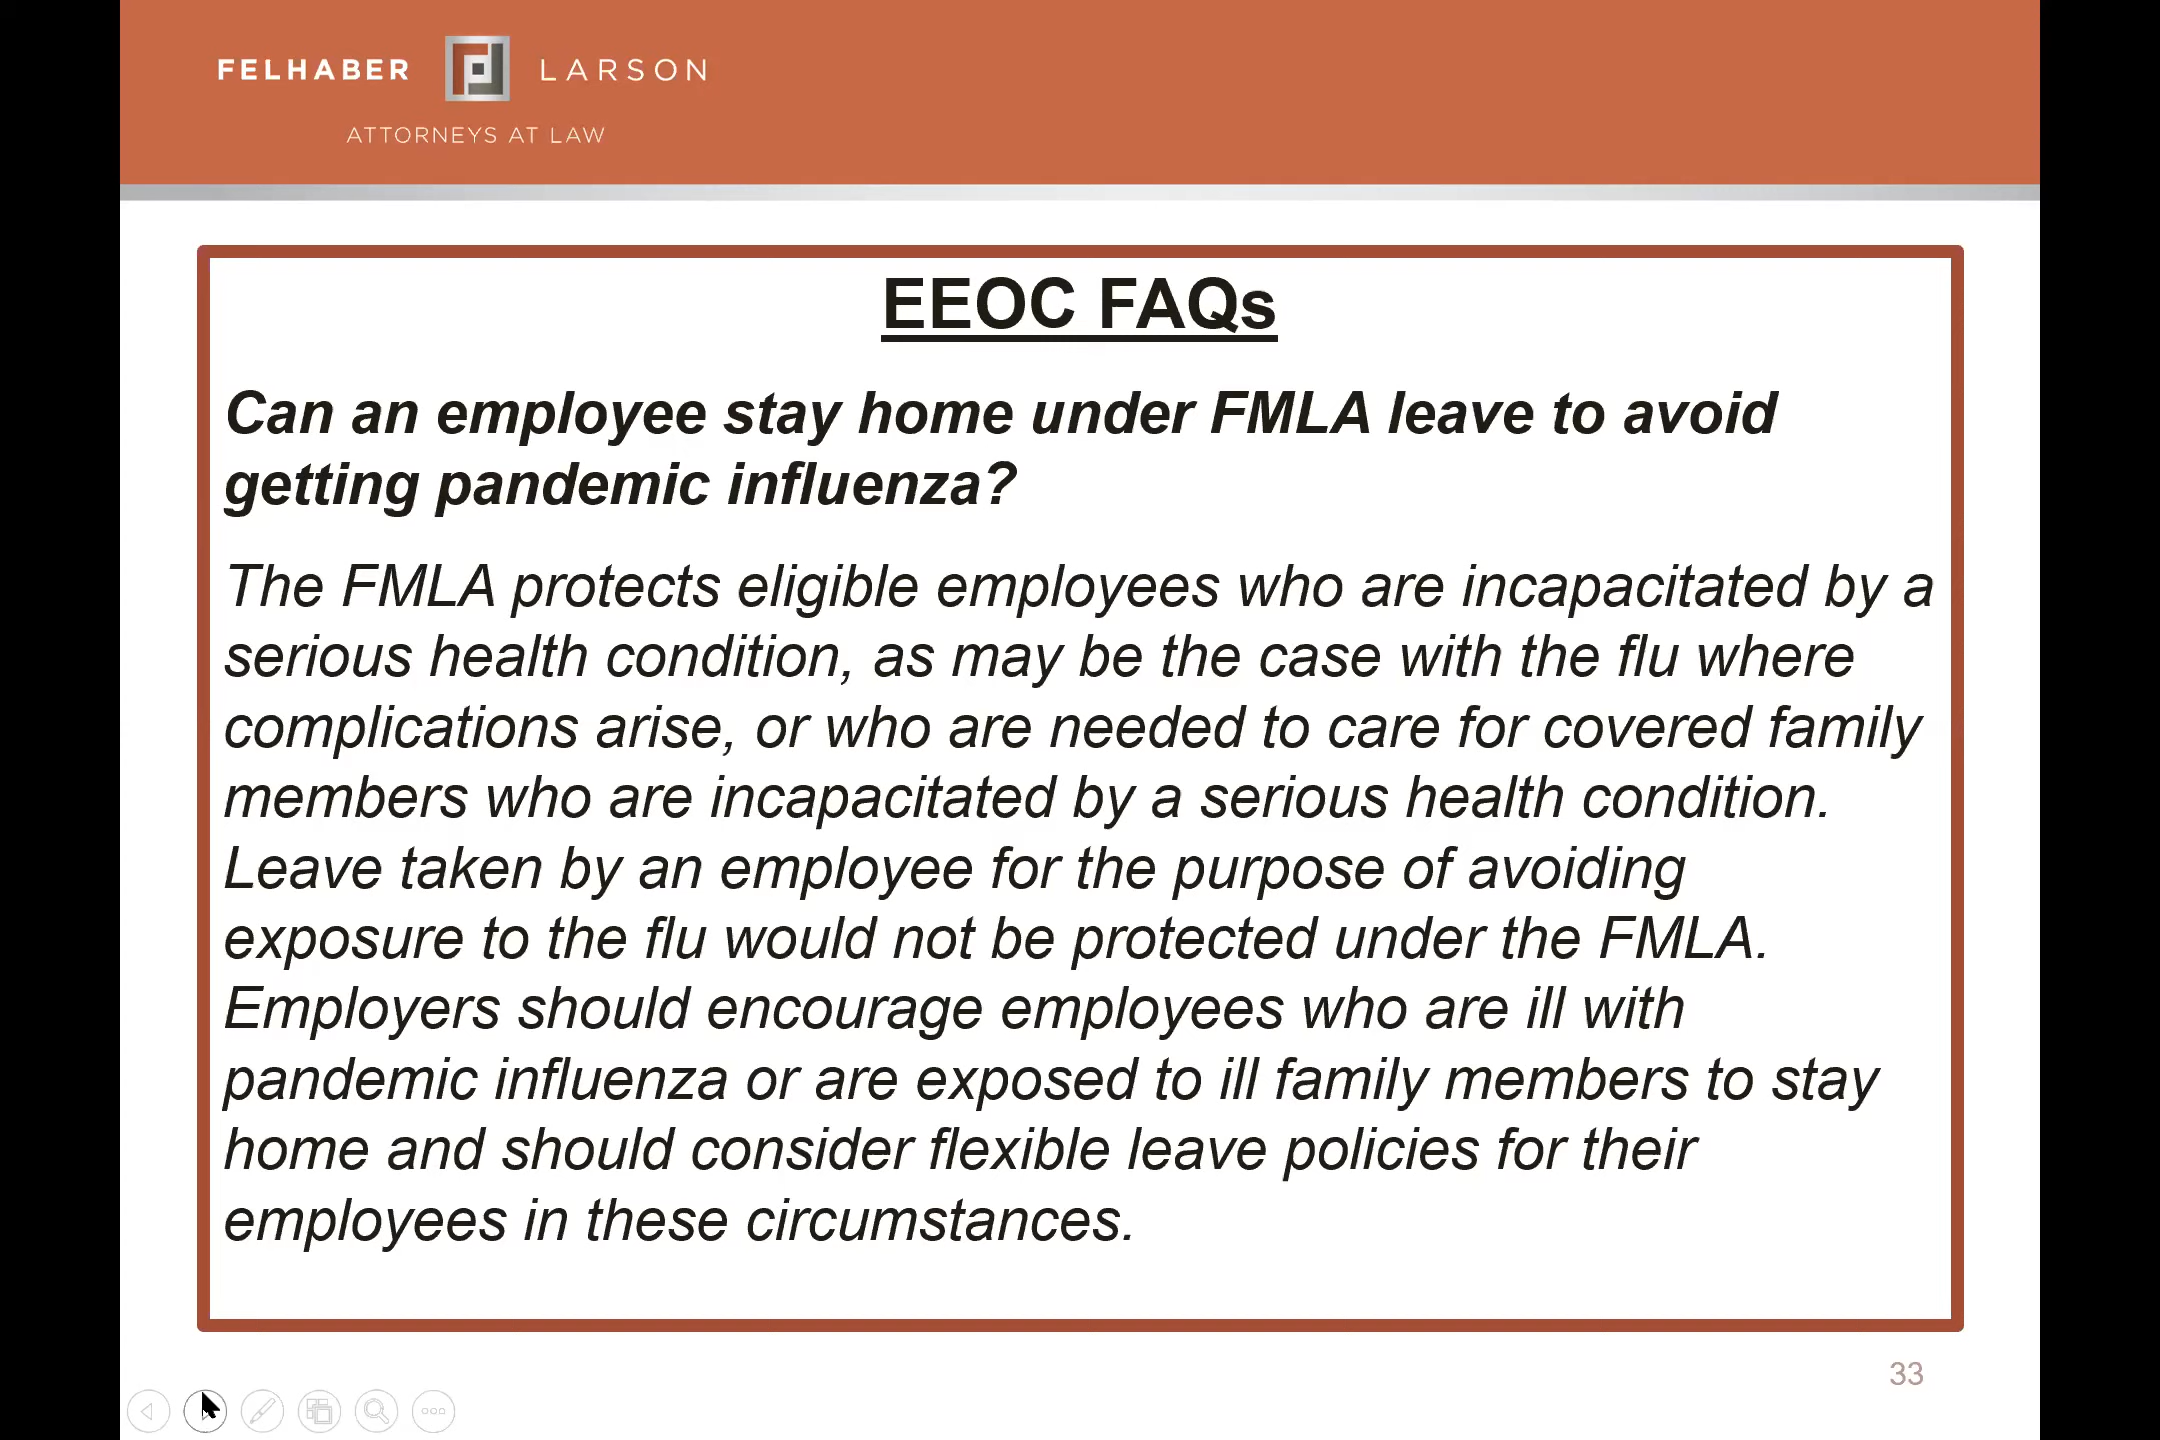 FELHABER LARSON
ATTORNEYS AT LAW
EEOC FAQs
Can an employee stay home under FMLA leave to avoid
getting pandemic influenza?
The FMLA protects eligible employees who are incapacitated by a
serious health condition, as may be the case with the flu where
complications arise, or who are needed to care for covered family
members who are incapacitated by a serious health condition.
Leave taken by an employee for the purpose of avoiding
exposure to the flu would not be protected under the FMLA.
Employers should encourage employees who are ill with
pandemic influenza or are exposed to ill family members to stay
home and should consider flexible leave policies for their
employees in these circumstances.
33